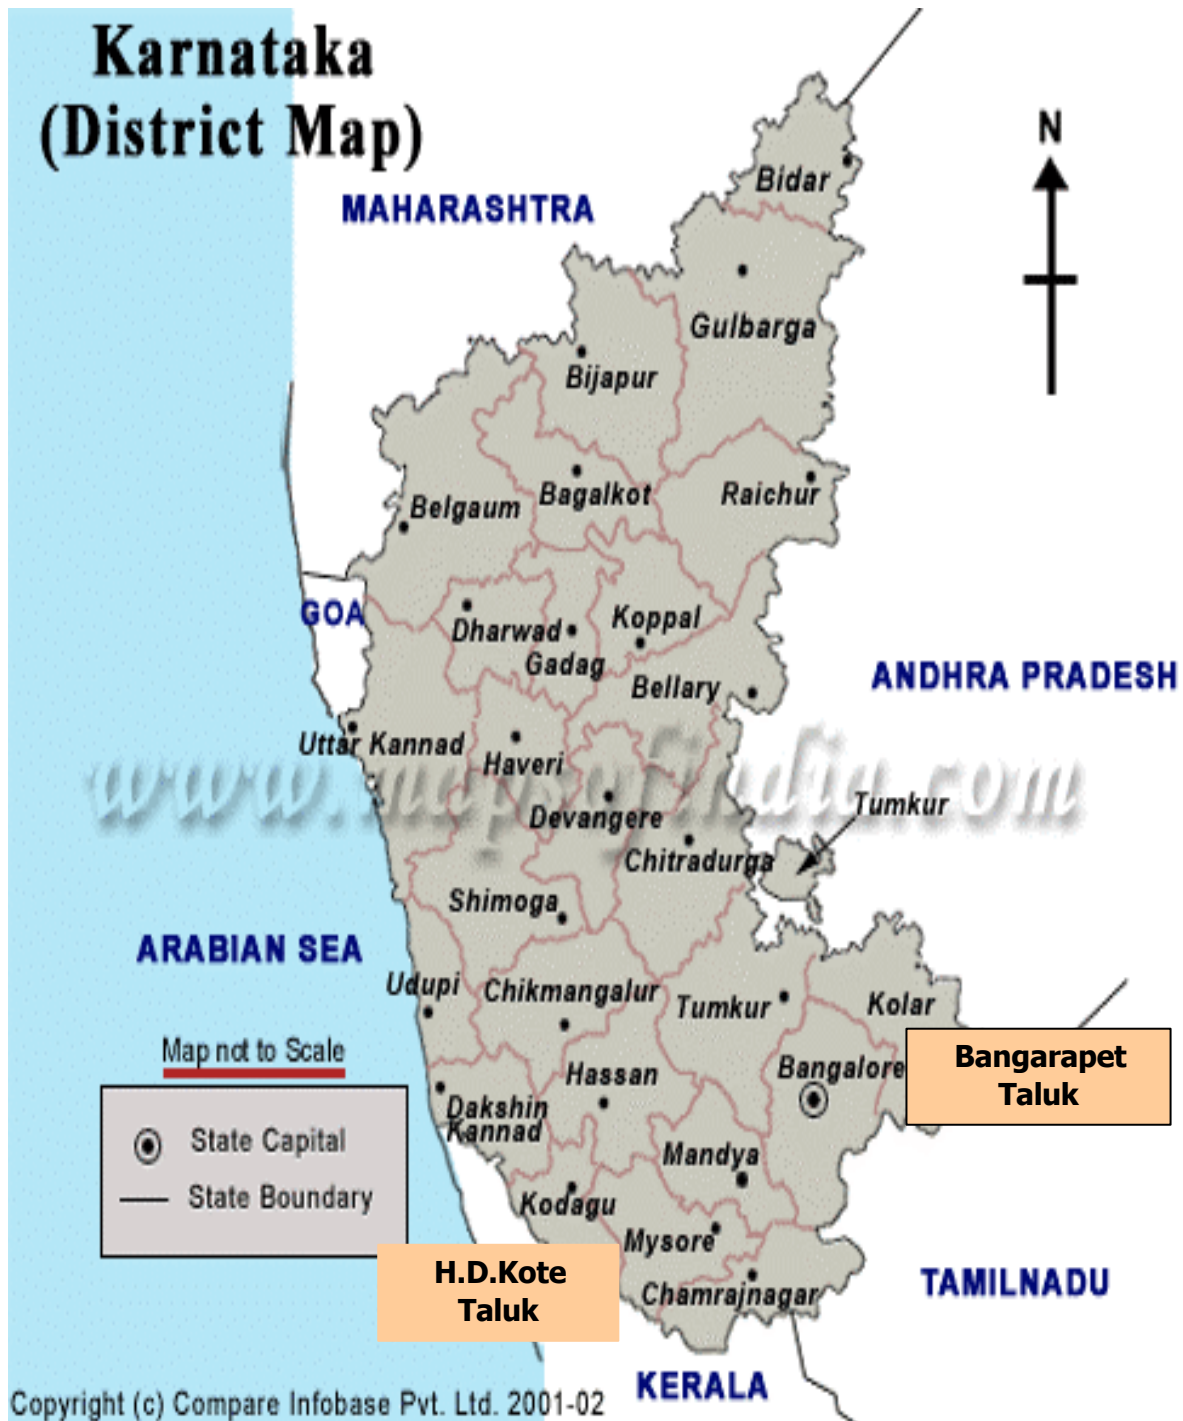 Karnataka
(District Map)
N
Bidar
MAHARASHTRA
Gulbarga
Bijapur
Bagalkot
Raichur
Belgaum
GOA
Dharwad
Koppal
Gadag
ANDHRA PRADESH
Bellary
Uttar Kannad
Haveri
www.mapsofindia.com
Tumkur
Devangere
Chitradurga
Shimoga
ARABIAN SEA
Udupi
Chikmangalur
Tumkur
Kolar
Map not to Scale
Hassan
Bangalore
Bangarapet
Taluk
Dakshin
Kannad
State Capital
Mandya
State Boundary
Kodagu
Mysore
H.D.Kote
Taluk
Chamrajnagar
TAMILNADU
KERALA
Copyright (c) Compare Infobase Pvt. Ltd. 2001-02